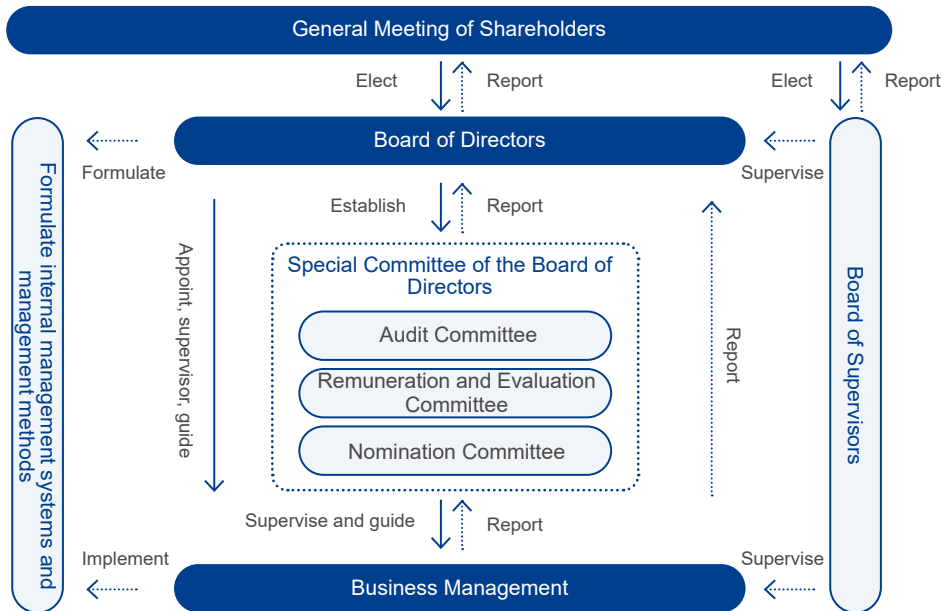 General Meeting of Shareholders
Elect
Report
Elect
Report
Board of Directors
Formulate
Supervise
Establish
Report
Formulate internal management systems and
management methods
Appoint, supervisor, guide
Special Committee of the Board of
Directors
Audit Committee
Remuneration and Evaluation
Committee
Nomination Committee
Report
Board of Supervisors
Supervise and guide
Report
Implement
Supervise
Business Management